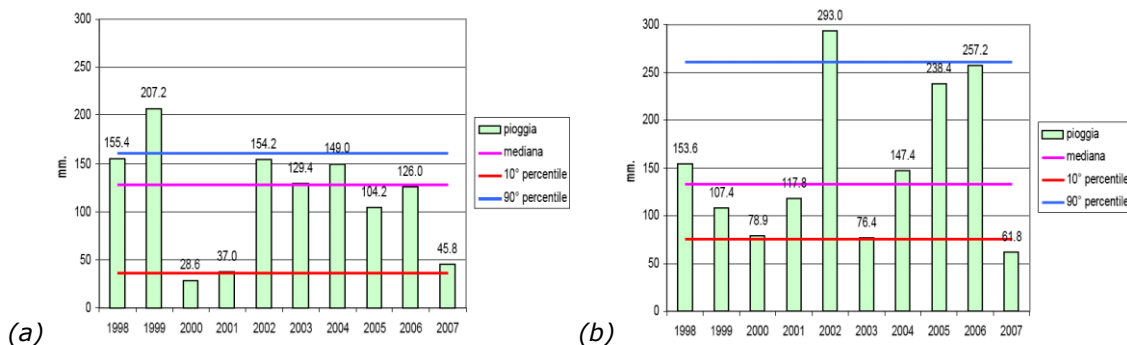 300
250
200
150
100
50
0
mm.
155.4
207.2
28.6
37.0
154.2
129.4
149.0
104.2
126.0
45.8
1998 1999 2000 2001 2002 2003 2004 2005 2006 2007
pioggia
mediana
10° percentile
90° percentile
(a)
300
250
200
150
100
50
0
mm.
153.6
107.4
78.9
117.8
293.0
76.4
147.4
238.4
257.2
61.8
1998 1999 2000 2001 2002 2003 2004 2005 2006 2007
pioggia
mediana
10° percentile
90° percentile
(b)